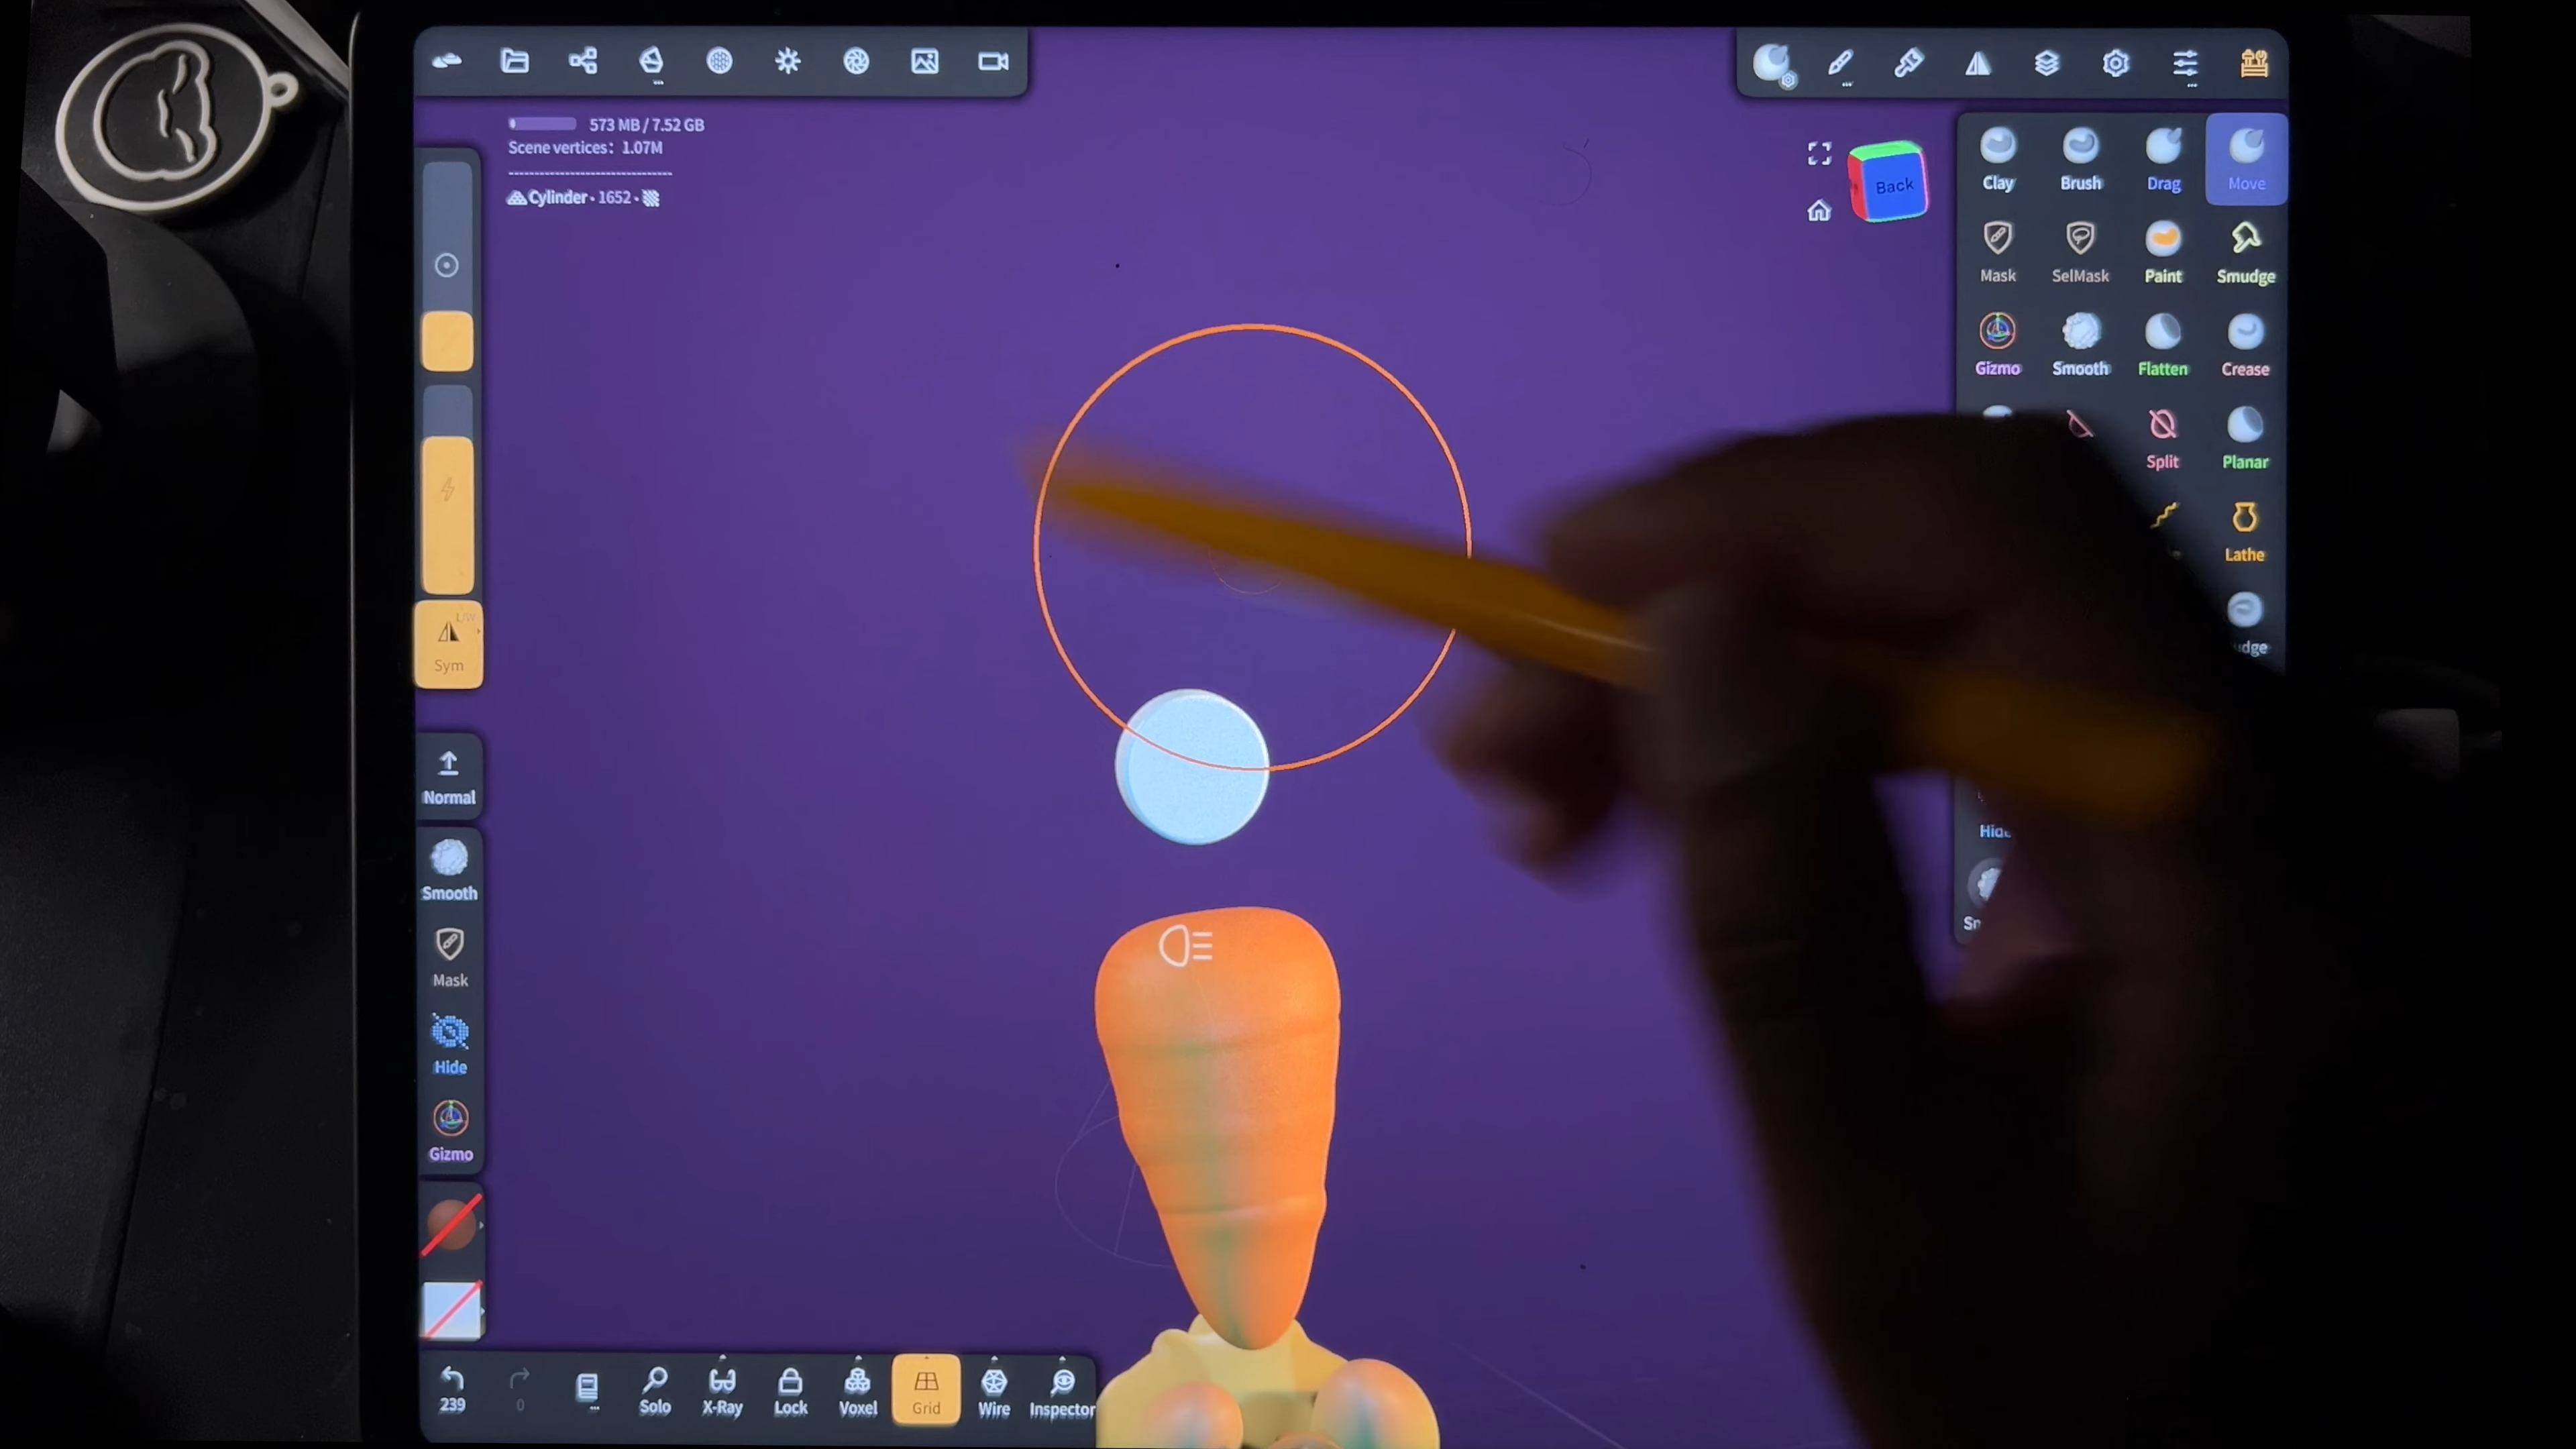 573 MB / 7.52 GB
Scene vertices: 1.07M
Cylinder • 1652 •
Back
Clay
Brush
Drag
Move
Mask
SelMask
Paint
Smudge
Gizmo
Smooth
Flatten
Crease
Split
Planar
Lathe
L/W
Sym
Normal
Smooth
Mask
Hide
Gizmo
239
0
Solo
X-Ray
Lock
Voxel
Grid
Wire
Inspector